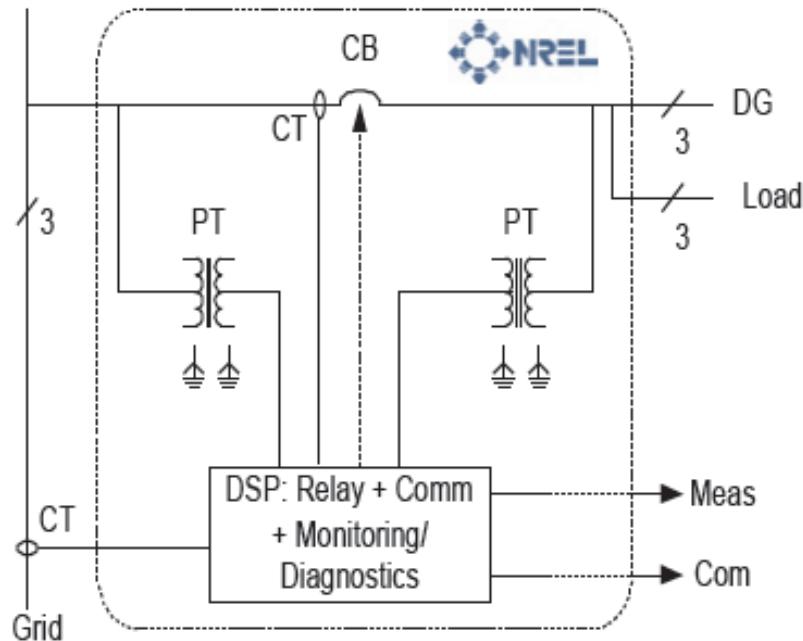 CB
NREL
CT
DG
3
Load
3
3
PT
PT
DSP: Relay + Comm
+ Monitoring/
Diagnostics
Meas
CT
Com
Grid